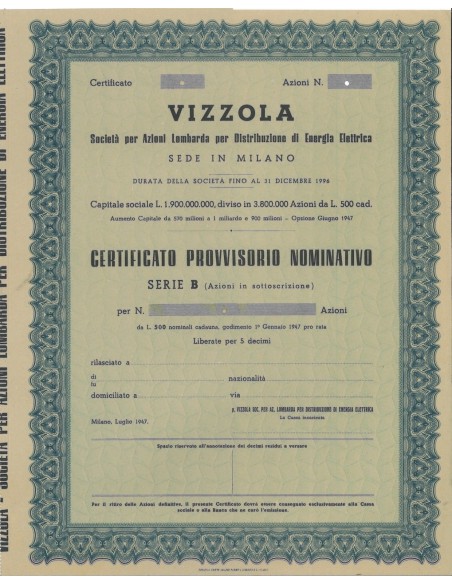 VIZZOLA - SOCIETÀ PER AZIONI LOMBARDA PER DISTRIBUZIONE DI ENERGIA ELETTRICA
Certificato Azioni N.
VIZZOLA
Società per Azioni Lombarda per Distribuzione di Energia Elettrica
SEDE IN MILANO
DURATA DELLA SOCIETÀ FINO AL 31 DICEMBRE 1996
Capitale sociale L. 1.900.000.000, diviso in 3.800.000 Azioni da L. 500 cad.
Aumento Capitale da 530 milioni a 1 miliardo e 900 milioni - Opzione Giugno 1947
CERTIFICATO PROVVISORIO NOMINATIVO
SERIE B (Azioni in sottoscrizione)
per N. Azioni
da L. 500 nominali cadauna, godimento 1° Gennaio 1947 pro rata
Liberate per 5 decimi
rilasciato a
di
fu nazionalità
domiciliato a via
p. VIZZOLA SOC. PER AZ. LOMBARDA PER DISTRIBUZIONE DI ENERGIA ELETTRICA
La Cassa incaricata
Milano, Luglio 1947.
Spazio riservato all'annotazione dei decimi residui a versare
Per il ritiro delle Azioni definitive, il presente Certificato dovrà essere consegnato esclusivamente alla Cassa
sociale o alla Banca che ne curò l'emissione.